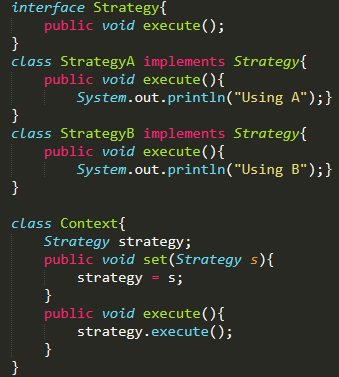 interface Strategy{
    public void execute();
}
class StrategyA implements Strategy{
    public void execute(){
        System.out.println("Using A");}
}
class StrategyB implements Strategy{
    public void execute(){
        System.out.println("Using B");}
}

class Context{
    Strategy strategy;
    public void set(Strategy s){
        strategy = s;
    }
    public void execute(){
        strategy.execute();
    }
}